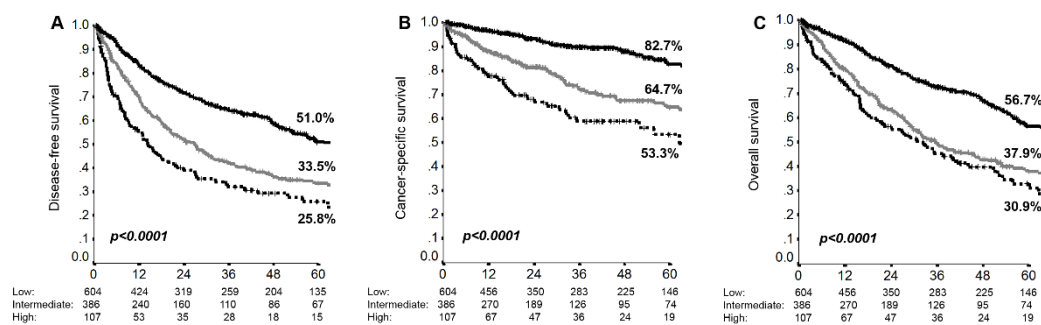 A
Disease-free survival
1.0
.9
.8
.7
.6
.5
.4
.3
.2
.1
0.0
51.0%
33.5%
25.8%
p<0.0001
0 12 24 36 48 60
Low: 604 424 319 259 204 135
Intermediate: 386 240 160 110 86 67
High: 107 53 35 28 18 15
B
Cancer-specific survival
1.0
.9
.8
.7
.6
.5
.4
.3
.2
.1
0.0
82.7%
64.7%
53.3%
p<0.0001
0 12 24 36 48 60
Low: 604 456 350 283 225 146
Intermediate: 386 270 189 126 95 74
High: 107 67 47 36 24 19
C
Overall survival
1.0
.9
.8
.7
.6
.5
.4
.3
.2
.1
0.0
56.7%
37.9%
30.9%
p<0.0001
0 12 24 36 48 60
Low: 604 456 350 283 225 146
Intermediate: 386 270 189 126 95 74
High: 107 67 47 36 24 19